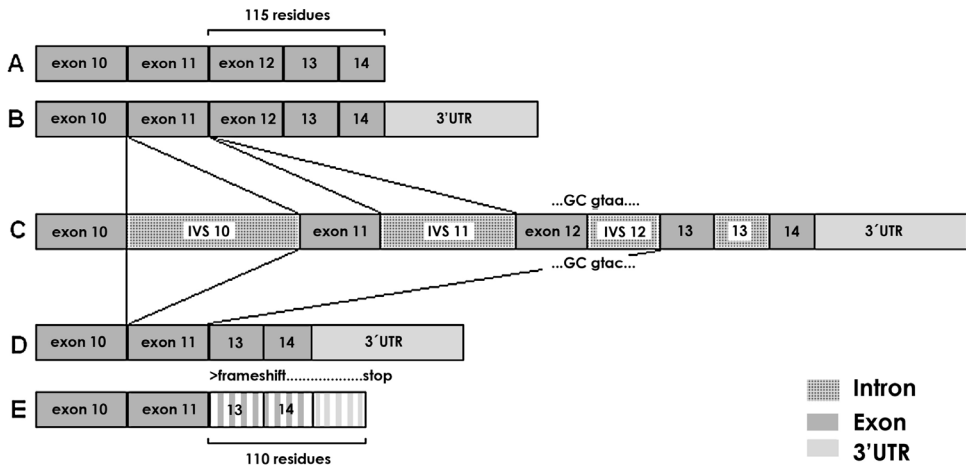 115 residues
A exon 10 exon 11 exon 12 13 14
B exon 10 exon 11 exon 12 13 14 3'UTR
...GC gtaa....
C exon 10 IVS 10 exon 11 IVS 11 exon 12 IVS 12 13 13 14 3´UTR
...GC gtac...
D exon 10 exon 11 13 14 3´UTR
>frameshift...................stop
E exon 10 exon 11 13 14
110 residues
Intron
Exon
3'UTR